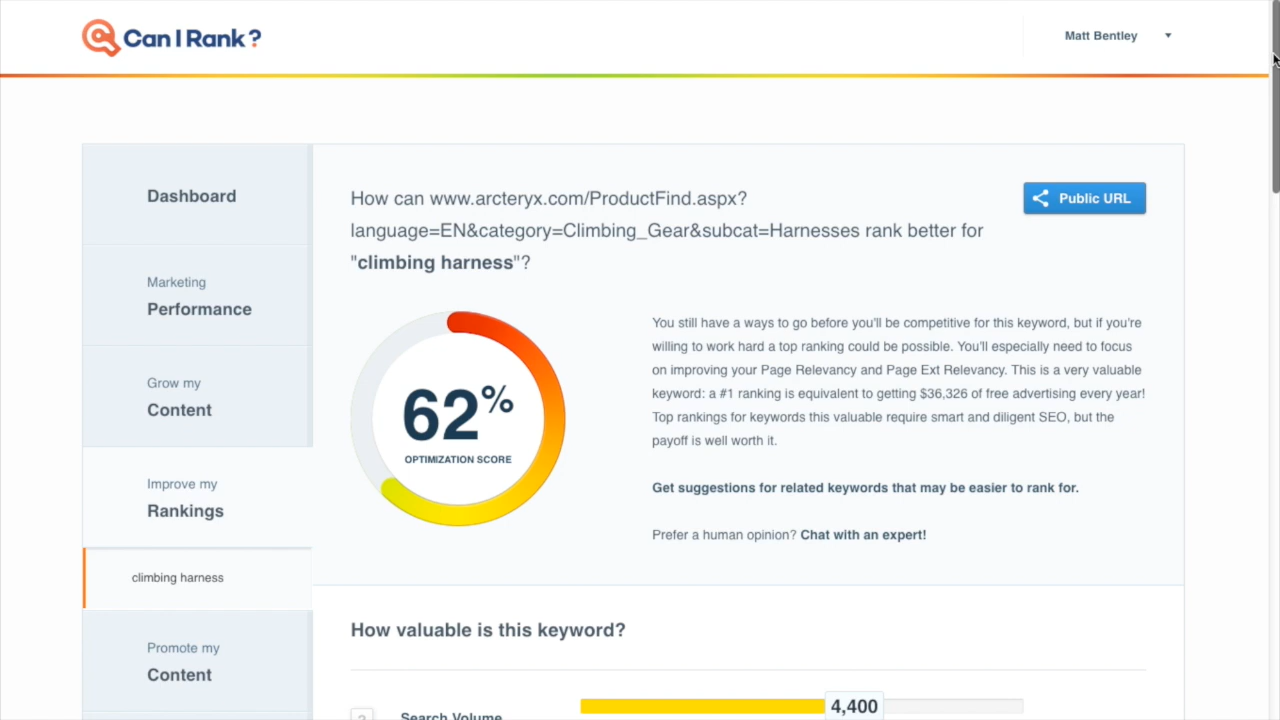 Can I Rank?
Matt Bentley
Dashboard
Marketing
Performance
Grow my
Content
Improve my
Rankings
climbing harness
Promote my
Content
How can www.arcteryx.com/ProductFind.aspx?
language=EN&category=Climbing_Gear&subcat=Harnesses rank better for
"climbing harness"?
Public URL
62%
OPTIMIZATION SCORE
You still have a ways to go before you'll be competitive for this keyword, but if you're
willing to work hard a top ranking could be possible. You'll especially need to focus
on improving your Page Relevancy and Page Ext Relevancy. This is a very valuable
keyword: a #1 ranking is equivalent to getting $36,326 of free advertising every year!
Top rankings for keywords this valuable require smart and diligent SEO, but the
payoff is well worth it.
Get suggestions for related keywords that may be easier to rank for.
Prefer a human opinion? Chat with an expert!
How valuable is this keyword?
?
Search Volume
4,400